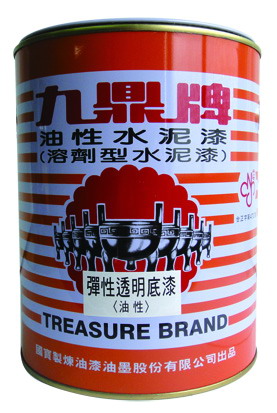 九鼎牌
油性水泥漆
(溶劑型水泥漆)
彈性透明底漆
〈油性〉
TREASURE BRAND
國寶製煉油漆油墨股份有限公司出品